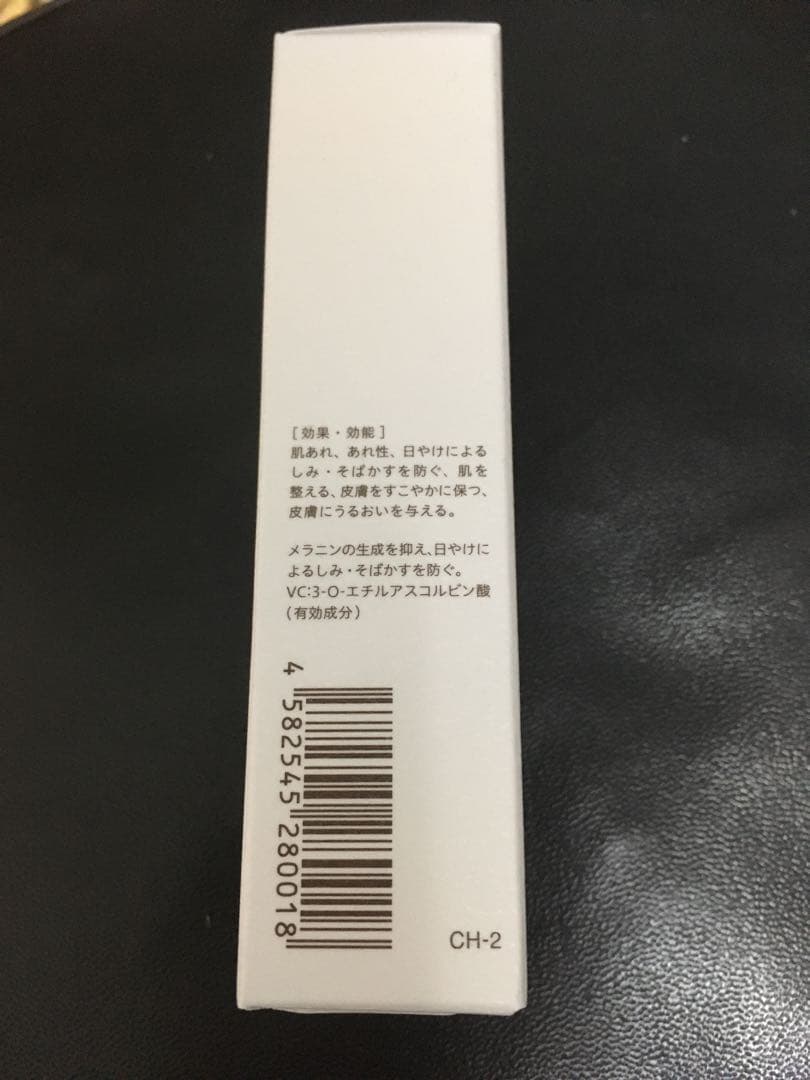 [効果・効能]
肌あれ、あれ性、日やけによる
しみ・そばかすを防ぐ、肌を
整える、皮膚をすこやかに保つ、
皮膚にうるおいを与える。
メラニンの生成を抑え、日やけに
よるしみ・そばかすを防ぐ。
VC:3-O-エチルアスコルビン酸
(有効成分)
4 582545 280018
CH-2